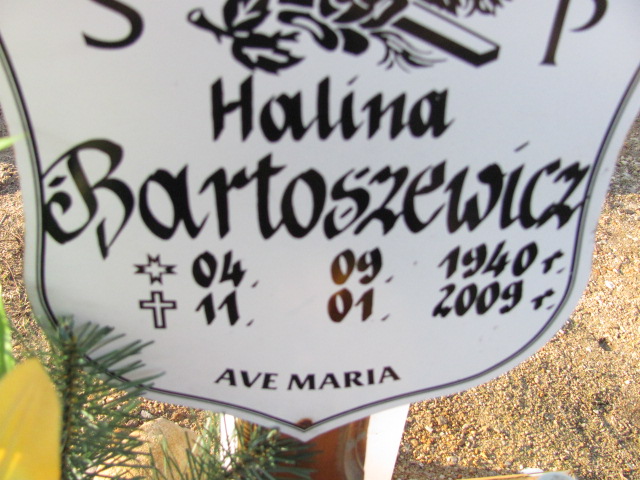 S P
Halina
Bartoszewicz
04. 09. 1940 r.
11. 01. 2009 r.
AVE MARIA